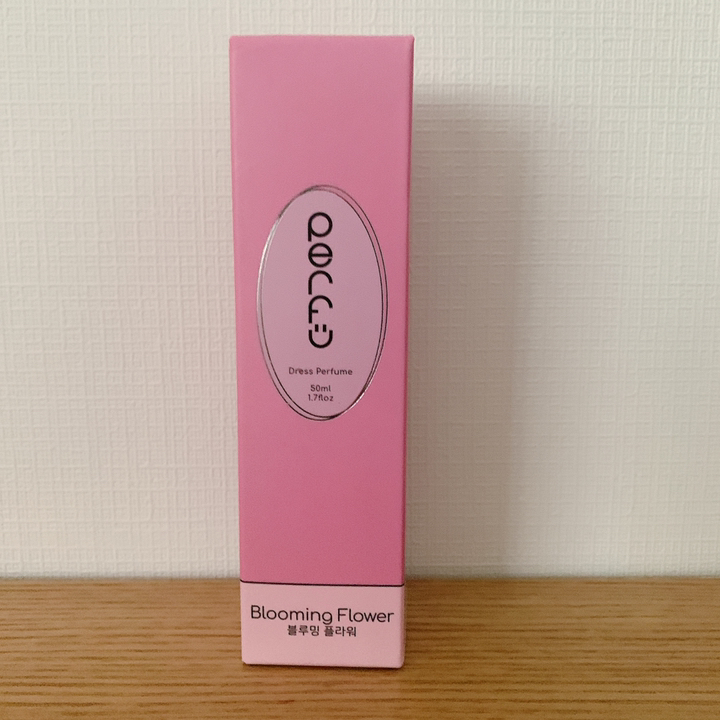 Dress Perfume
50ml
1.7floz
Blooming Flower
블루밍 플라워